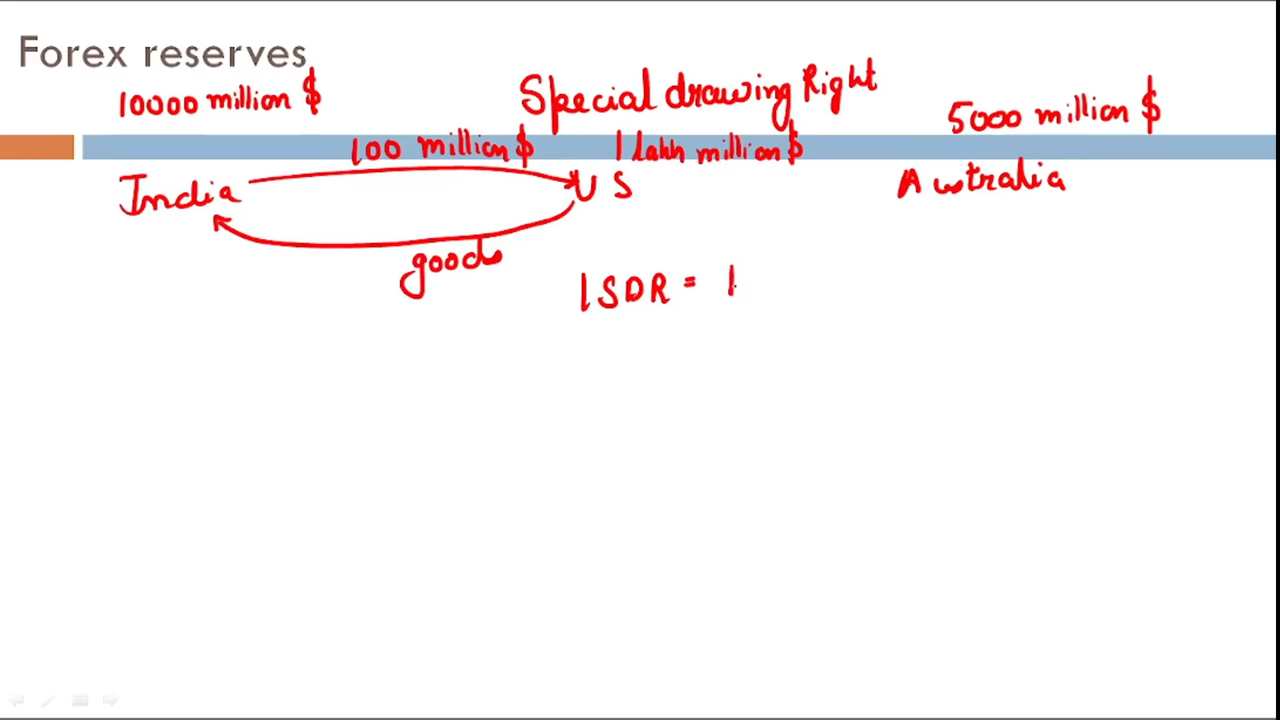 Forex reserves
10000 million $
Special drawing Right
5000 million $
100 million $
1 lakh million $
India
US
Australia
goods
1 SDR = 1